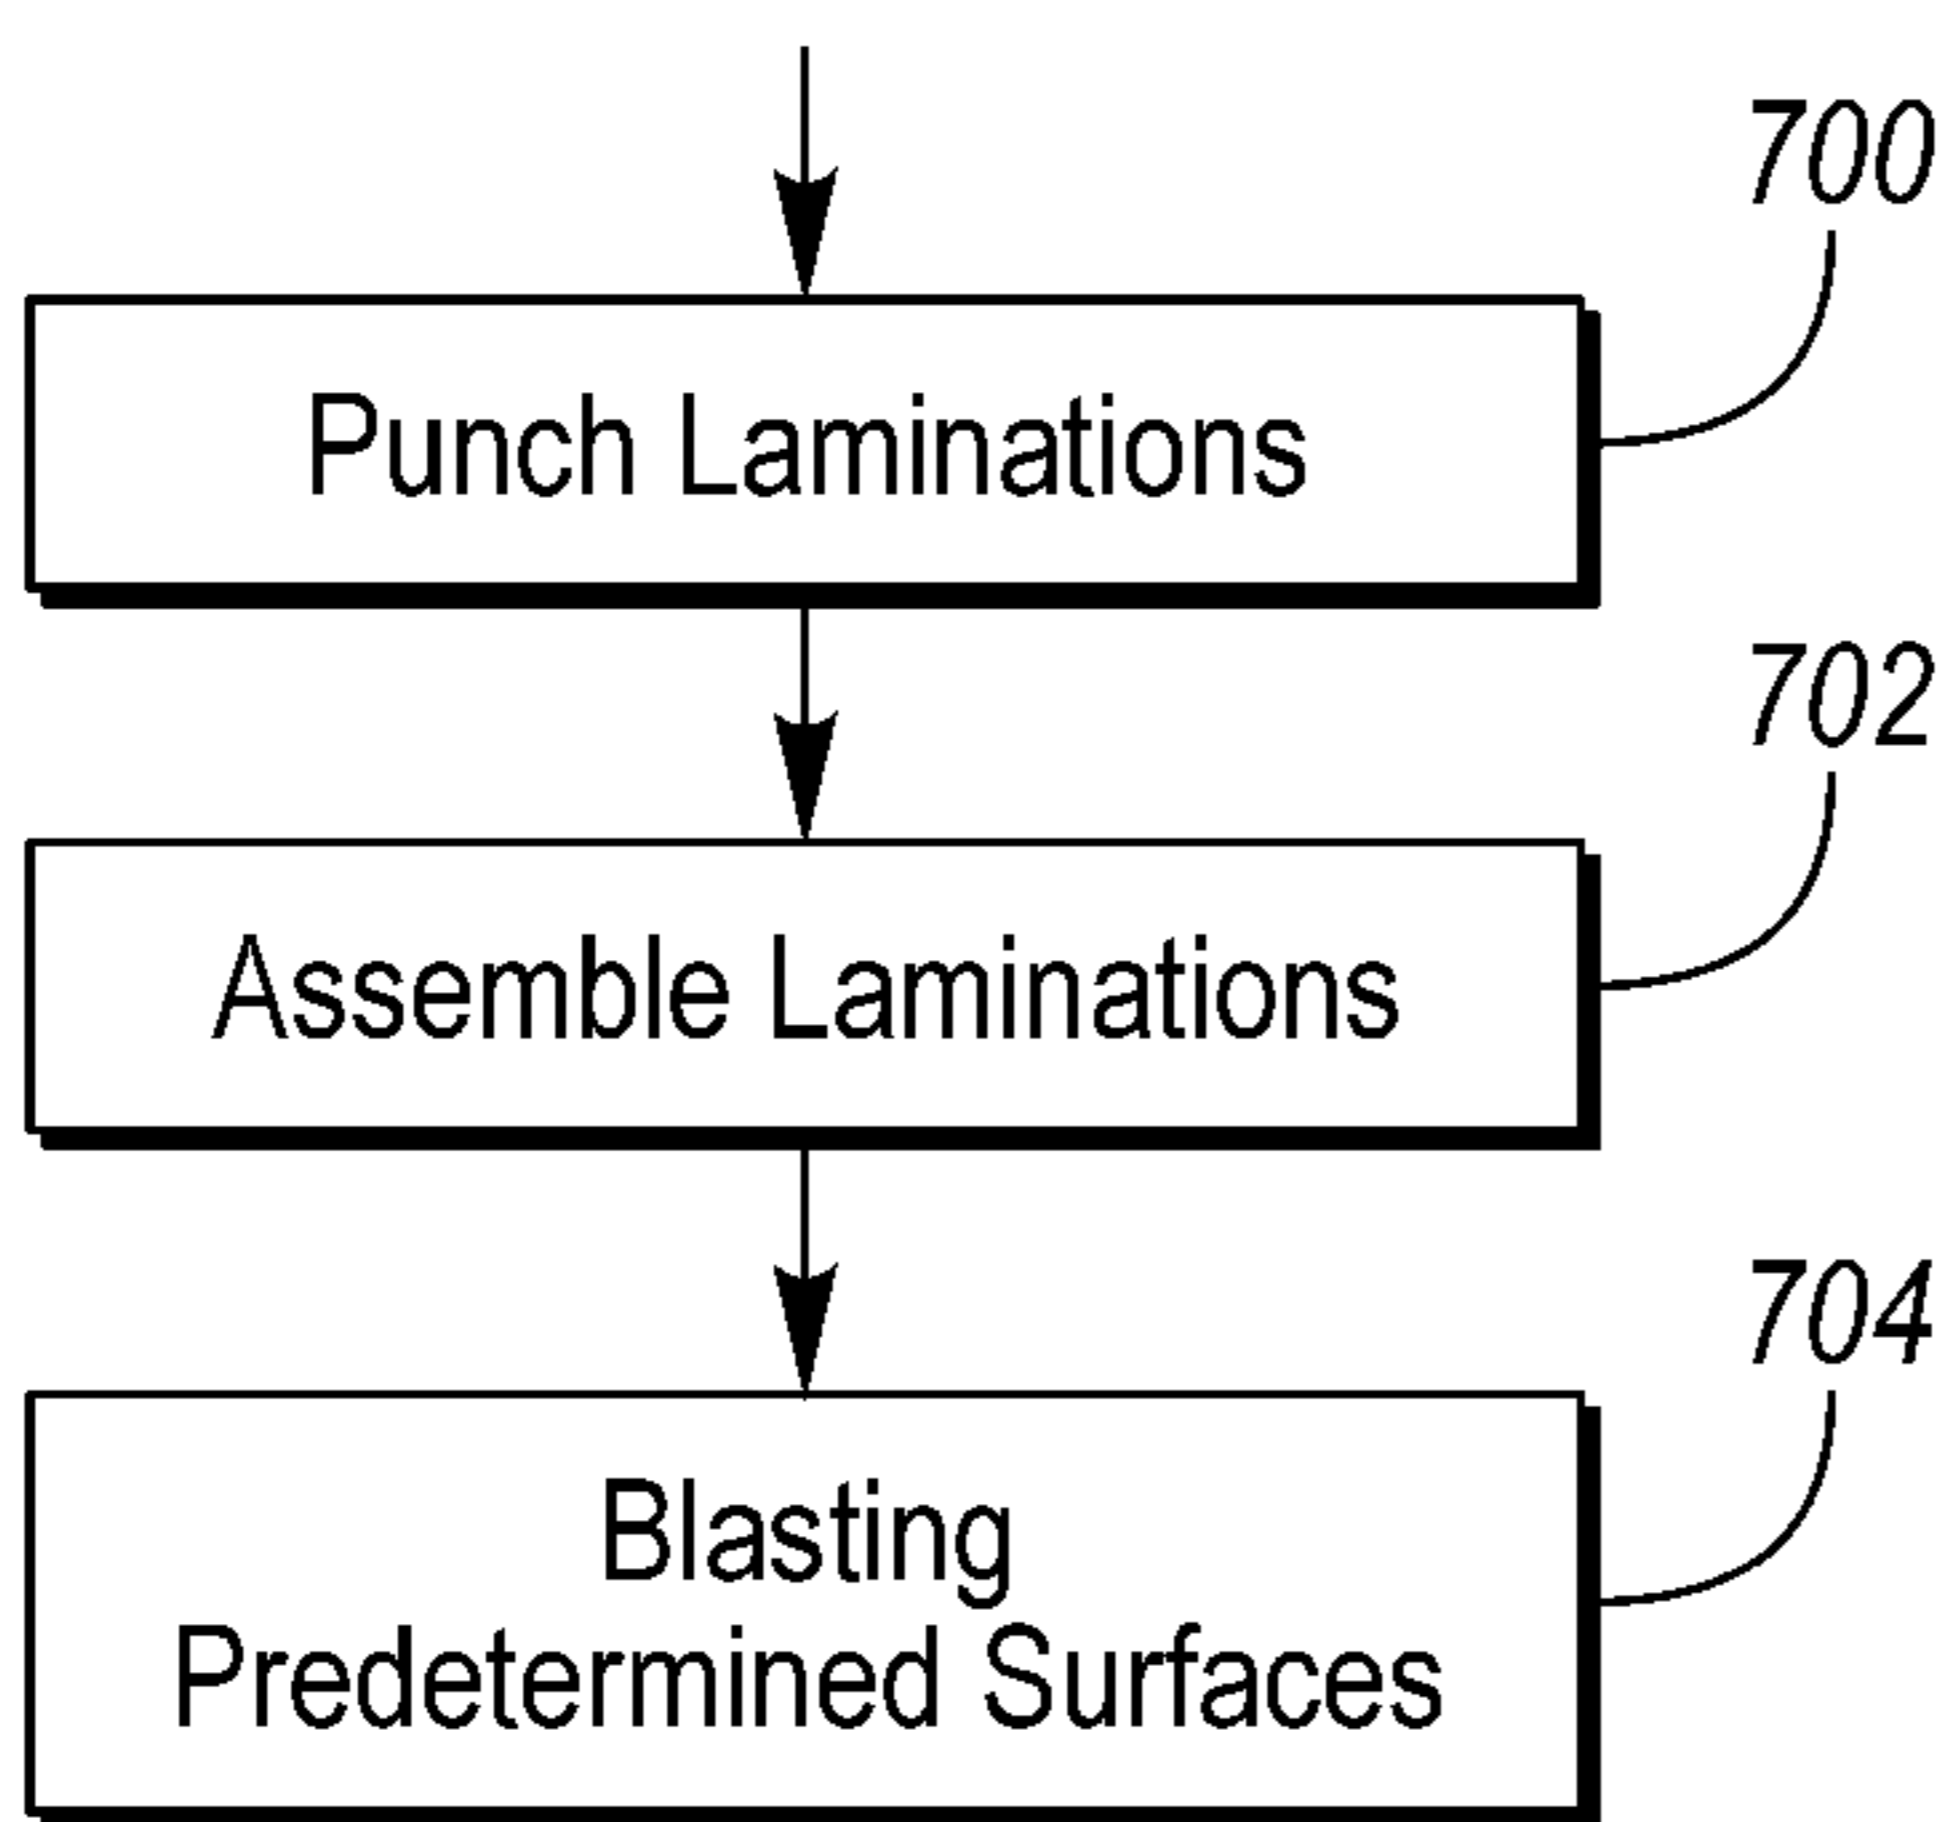 700
Punch Laminations
702
Assemble Laminations
704
Blasting
Predetermined Surfaces